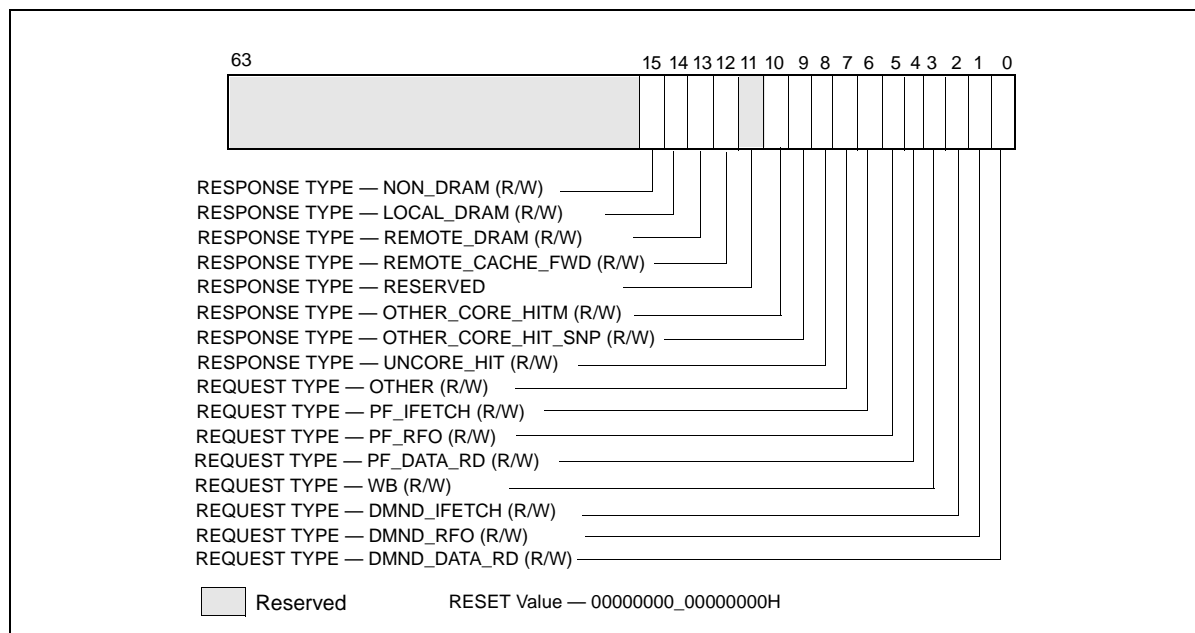 63 15 14 13 12 11 10 9 8 7 6 5 4 3 2 1 0
RESPONSE TYPE — NON_DRAM (R/W)
RESPONSE TYPE — LOCAL_DRAM (R/W)
RESPONSE TYPE — REMOTE_DRAM (R/W)
RESPONSE TYPE — REMOTE_CACHE_FWD (R/W)
RESPONSE TYPE — RESERVED
RESPONSE TYPE — OTHER_CORE_HITM (R/W)
RESPONSE TYPE — OTHER_CORE_HIT_SNP (R/W)
RESPONSE TYPE — UNCORE_HIT (R/W)
REQUEST TYPE — OTHER (R/W)
REQUEST TYPE — PF_IFETCH (R/W)
REQUEST TYPE — PF_RFO (R/W)
REQUEST TYPE — PF_DATA_RD (R/W)
REQUEST TYPE — WB (R/W)
REQUEST TYPE — DMND_IFETCH (R/W)
REQUEST TYPE — DMND_RFO (R/W)
REQUEST TYPE — DMND_DATA_RD (R/W)
Reserved RESET Value — 00000000_00000000H